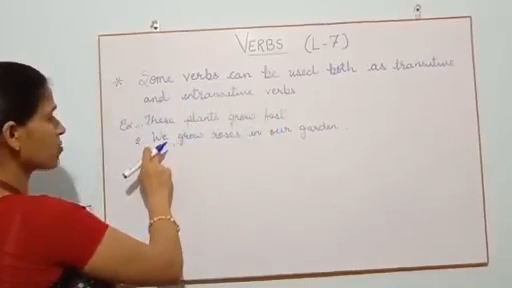 VERBS (L-7)
* Some verbs can be used both as transitive
and intransitive verbs
Ex. 1. These plants grow fast
2. We grow roses in our garden.